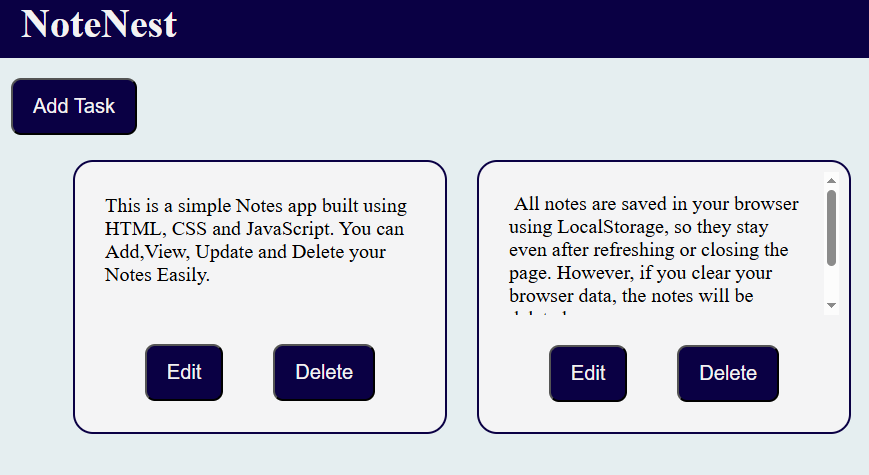 NoteNest
Add Task
This is a simple Notes app built using
HTML, CSS and JavaScript. You can
Add,View, Update and Delete your
Notes Easily.
Edit
Delete
All notes are saved in your browser
using LocalStorage, so they stay
even after refreshing or closing the
page. However, if you clear your
browser data, the notes will be
Edit
Delete